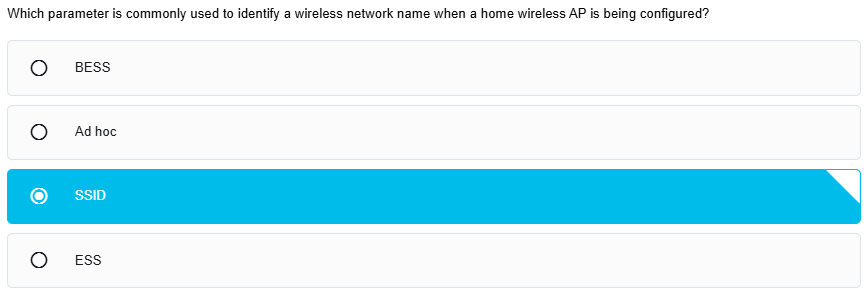 Which parameter is commonly used to identify a wireless network name when a home wireless AP is being configured?
BESS
Ad hoc
SSID
ESS